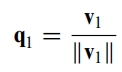 q₁ = v₁ / ‖v₁‖